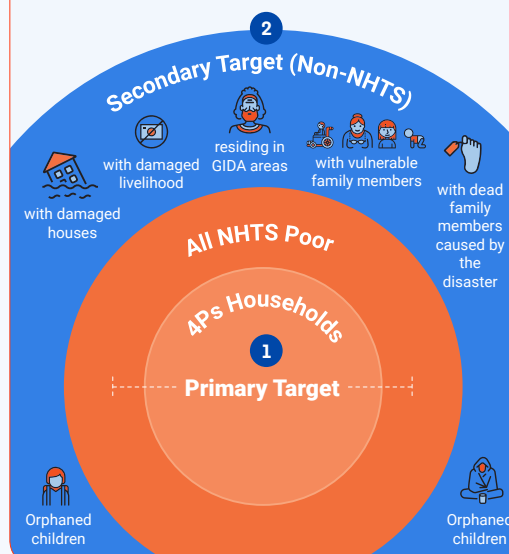 2
Secondary Target (Non-NHTS)
with damaged
houses
with damaged
livelihood
residing in
GIDA areas
with vulnerable
family members
with dead
family
members
caused by
the
disaster
All NHTS Poor
4Ps Households
1
Primary Target
Orphaned
children
Orphaned
children